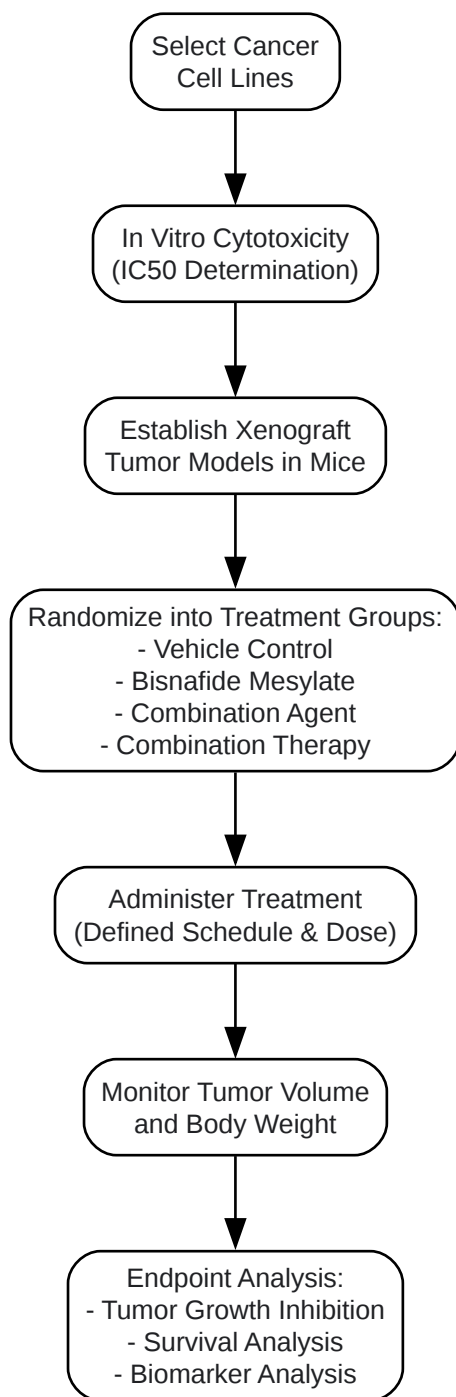 Select Cancer
Cell Lines
In Vitro Cytotoxicity
(IC50 Determination)
Establish Xenograft
Tumor Models in Mice
Randomize into Treatment Groups:
- Vehicle Control
- Bisnafide Mesylate
- Combination Agent
- Combination Therapy
Administer Treatment
(Defined Schedule & Dose)
Monitor Tumor Volume
and Body Weight
Endpoint Analysis:
- Tumor Growth Inhibition
- Survival Analysis
- Biomarker Analysis